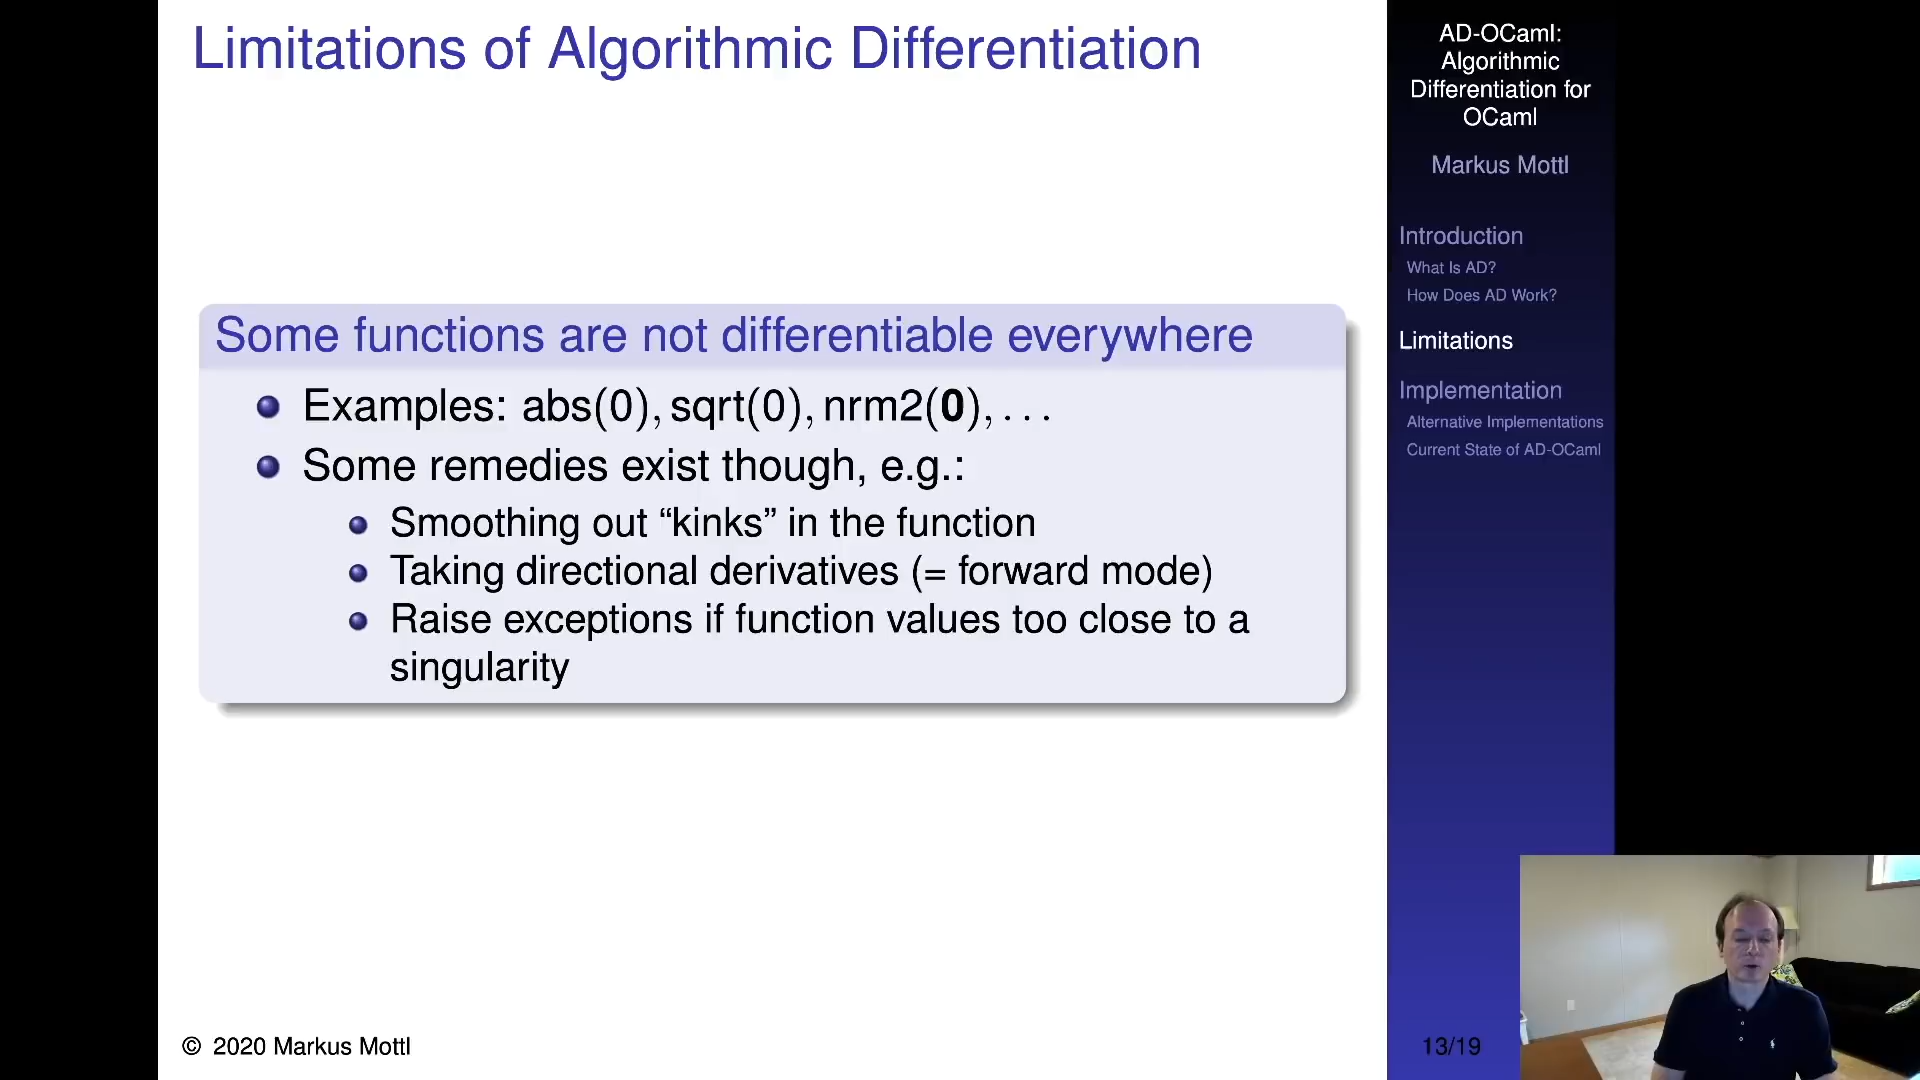 Limitations of Algorithmic Differentiation
Some functions are not differentiable everywhere
Examples: abs(0), sqrt(0), nrm2(0), . . .
Some remedies exist though, e.g.:
Smoothing out “kinks” in the function
Taking directional derivatives (= forward mode)
Raise exceptions if function values too close to a
singularity
© 2020 Markus Mottl
AD-OCaml:
Algorithmic
Differentiation for
OCaml
Markus Mottl
Introduction
What Is AD?
How Does AD Work?
Limitations
Implementation
Alternative Implementations
Current State of AD-OCaml
13/19